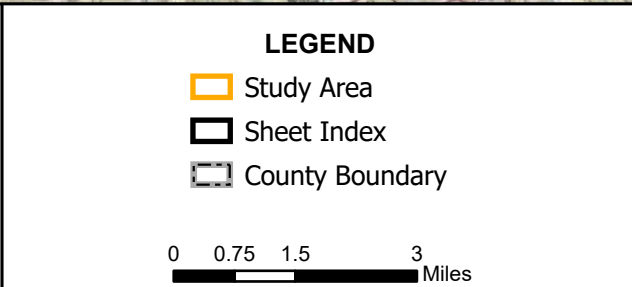 LEGEND
Study Area
Sheet Index
County Boundary
0 0.75 1.5 3
Miles